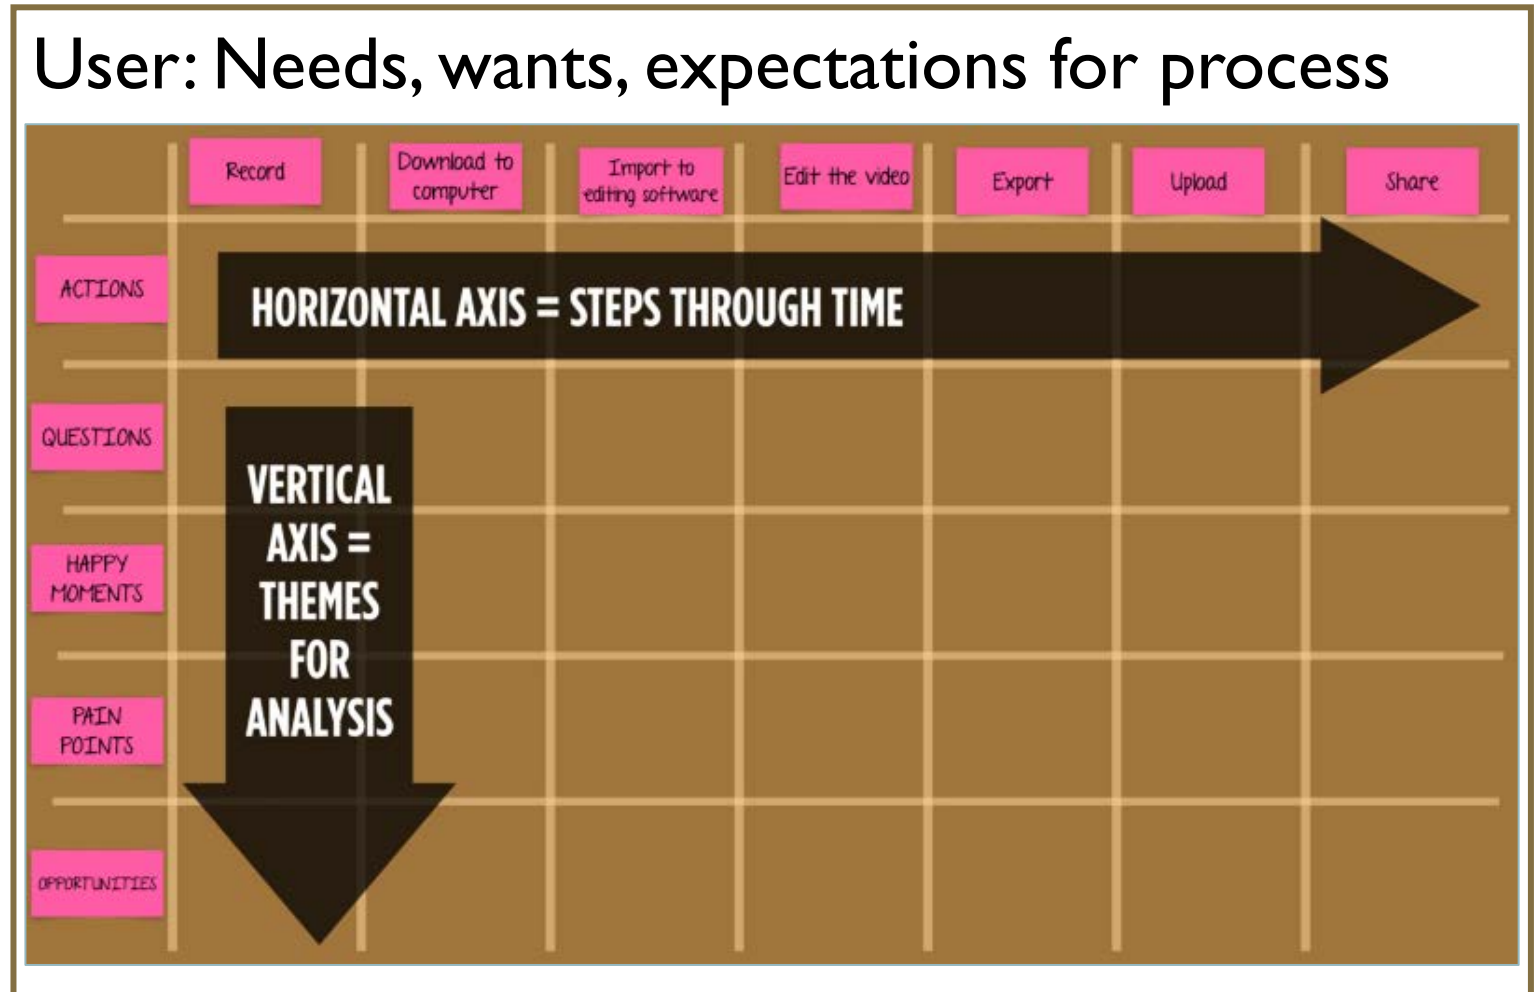 User: Needs, wants, expectations for process
Record
Download to
computer
Import to
editing software
Edit the video
Export
Upload
Share
ACTIONS
HORIZONTAL AXIS = STEPS THROUGH TIME
QUESTIONS
VERTICAL
AXIS =
THEMES
FOR
ANALYSIS
HAPPY
MOMENTS
PAIN
POINTS
OPPORTUNITIES